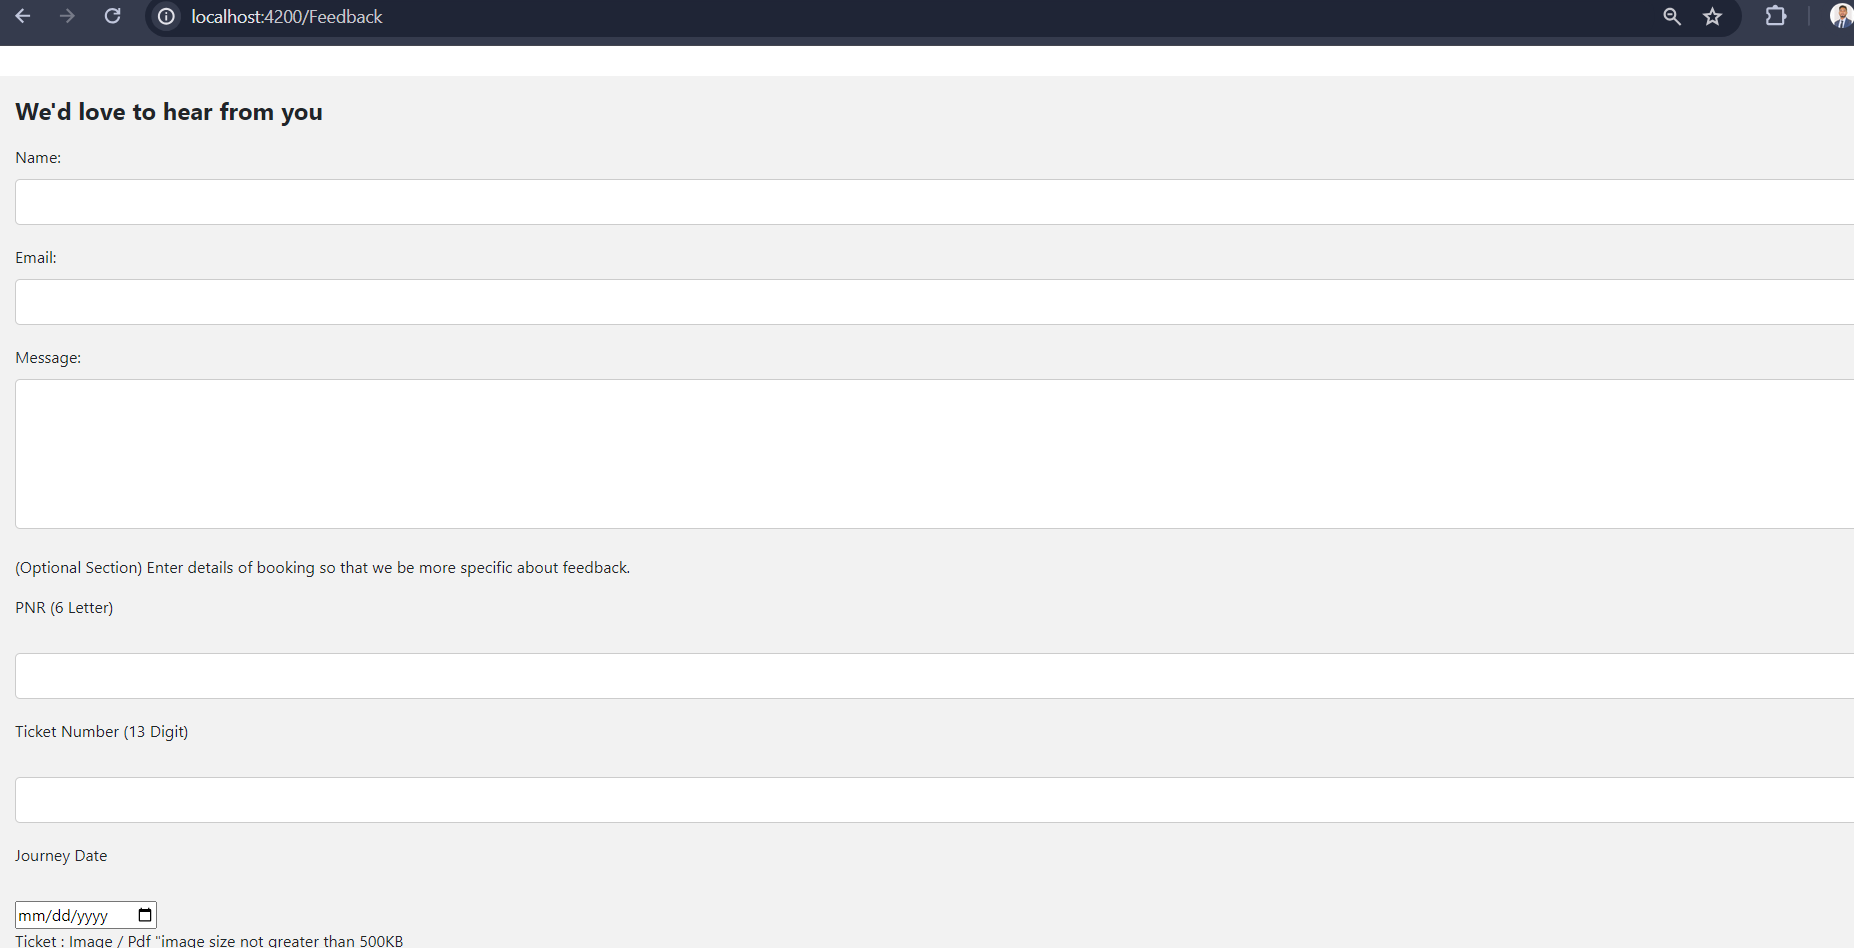 localhost:4200/Feedback
We'd love to hear from you
Name:
Email:
Message:
(Optional Section) Enter details of booking so that we be more specific about feedback.
PNR (6 Letter)
Ticket Number (13 Digit)
Journey Date
mm/dd/yyyy
Ticket : Image / Pdf "image size not greater than 500KB